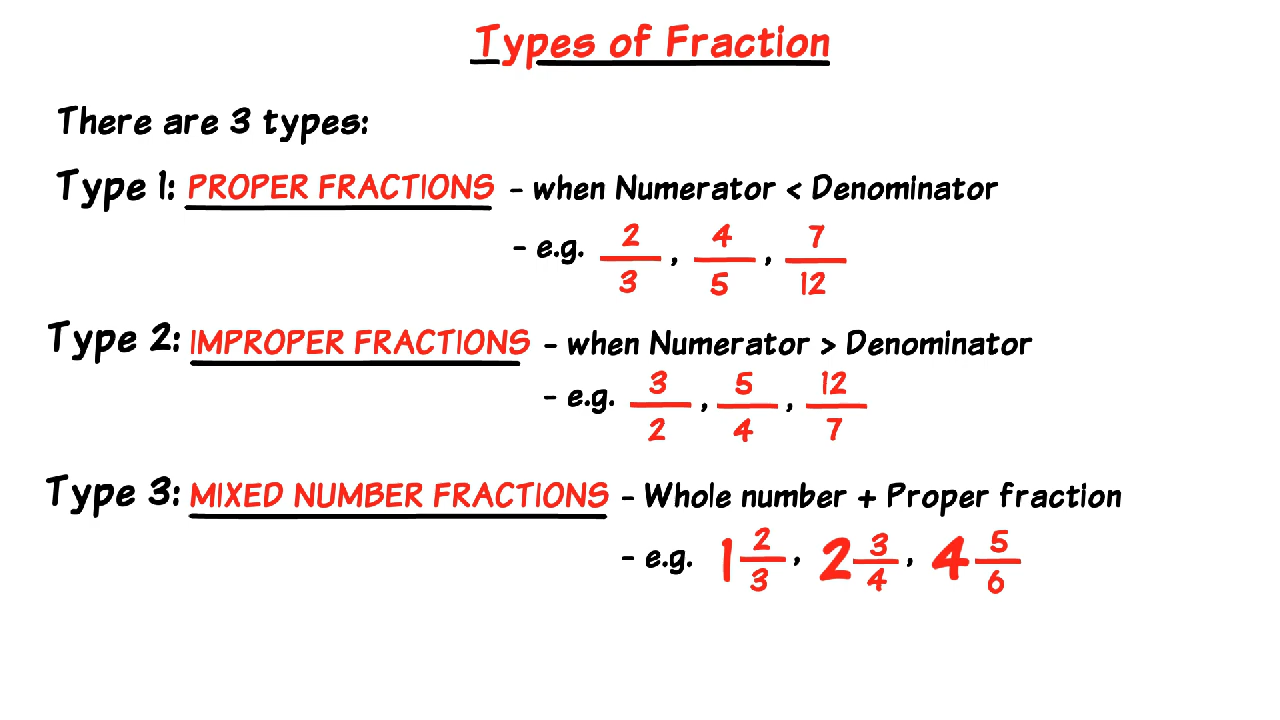 Types of Fraction
There are 3 types:
Type 1: PROPER FRACTIONS - when Numerator < Denominator
- e.g. 2/3, 4/5, 7/12
Type 2: IMPROPER FRACTIONS - when Numerator > Denominator
- e.g. 3/2, 5/4, 12/7
Type 3: MIXED NUMBER FRACTIONS - Whole number + Proper fraction
- e.g. 1 2/3, 2 3/4, 4 5/6